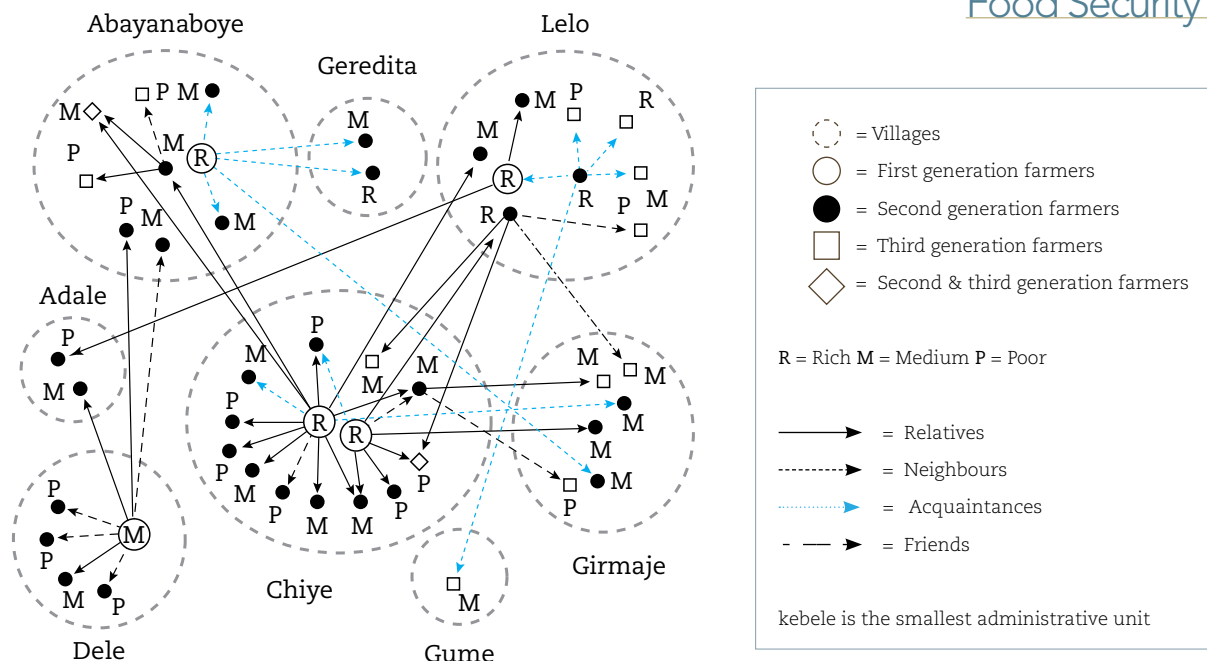 Food Security
Abayanaboye
Lelo
Geredita
M
P
M
P
M
R
M
P
M
M
R
M
P
R
M
R
R
P
M
R
P
M
Adale
P
M
P
M
M
M
M
M
P
R
R
P
M
P
P
M
M
P
M
M
M
M
P
Dele
P
P
M
M
P
Chiye
Gume
M
Girmaje
= Villages
= First generation farmers
= Second generation farmers
= Third generation farmers
= Second & third generation farmers
R = Rich M = Medium P = Poor
= Relatives
= Neighbours
= Acquaintances
= Friends
kebele is the smallest administrative unit